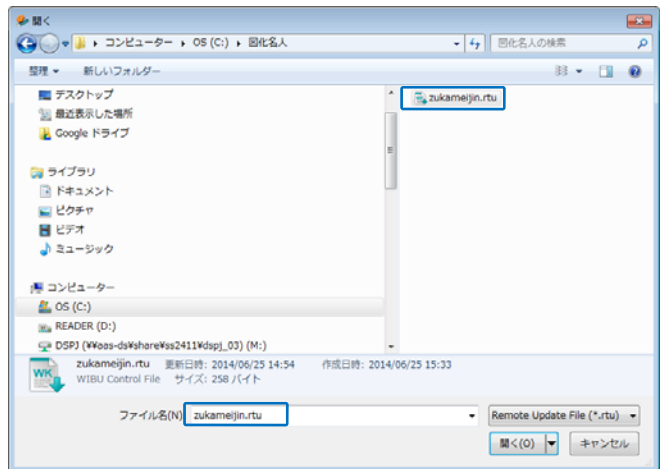 開く
コンピューター ▸ OS (C:) ▸ 図化名人
図化名人の検索
整理 ▼ 新しいフォルダー
デスクトップ
最近表示した場所
Google ドライブ
ライブラリ
ドキュメント
ピクチャ
ビデオ
ミュージック
コンピューター
OS (C:)
READER (D:)
DSPJ (¥¥oas-ds¥share¥ss2411¥dspj_03) (M:)
zukameijin.rtu
zukameijin.rtu 更新日時: 2014/06/25 14:54 作成日時: 2014/06/25 15:33
WIBU Control File サイズ: 258 バイト
ファイル名(N): zukameijin.rtu Remote Update File (*.rtu)
開く(O) キャンセル